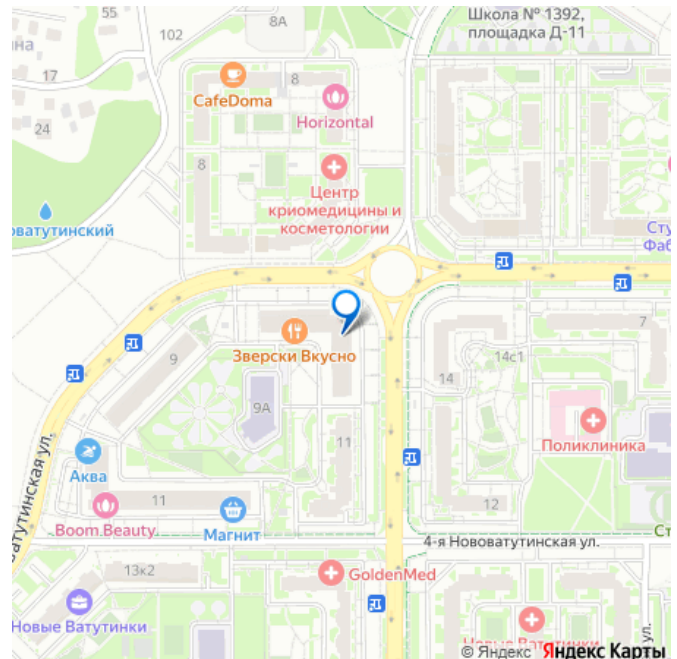 Школа № 1392,
площадка Д-11
55
102
8А
17
CafeDoma
8
Horizontal
24
8
Центр
криомедицины и
косметологии
оватутинский
Сту
Фаб
7
Зверски Вкусно
9
14с1
14
9А
Поликлиника
11
Аква
11
12
Boom.Beauty
Магнит
ватутинская ул.
4-я Нововатутинская ул.
Ст
13к2
GoldenMed
Новые Ватутинки
Новые Ватутинки
ул.
© Яндекс Яндекс Карты